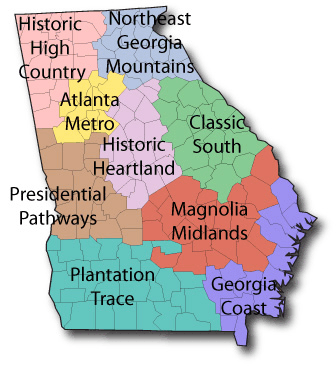 Historic
High
Country
Northeast
Georgia
Mountains
Atlanta
Metro
Classic
South
Historic
Heartland
Presidential
Pathways
Magnolia
Midlands
Plantation
Trace
Georgia
Coast